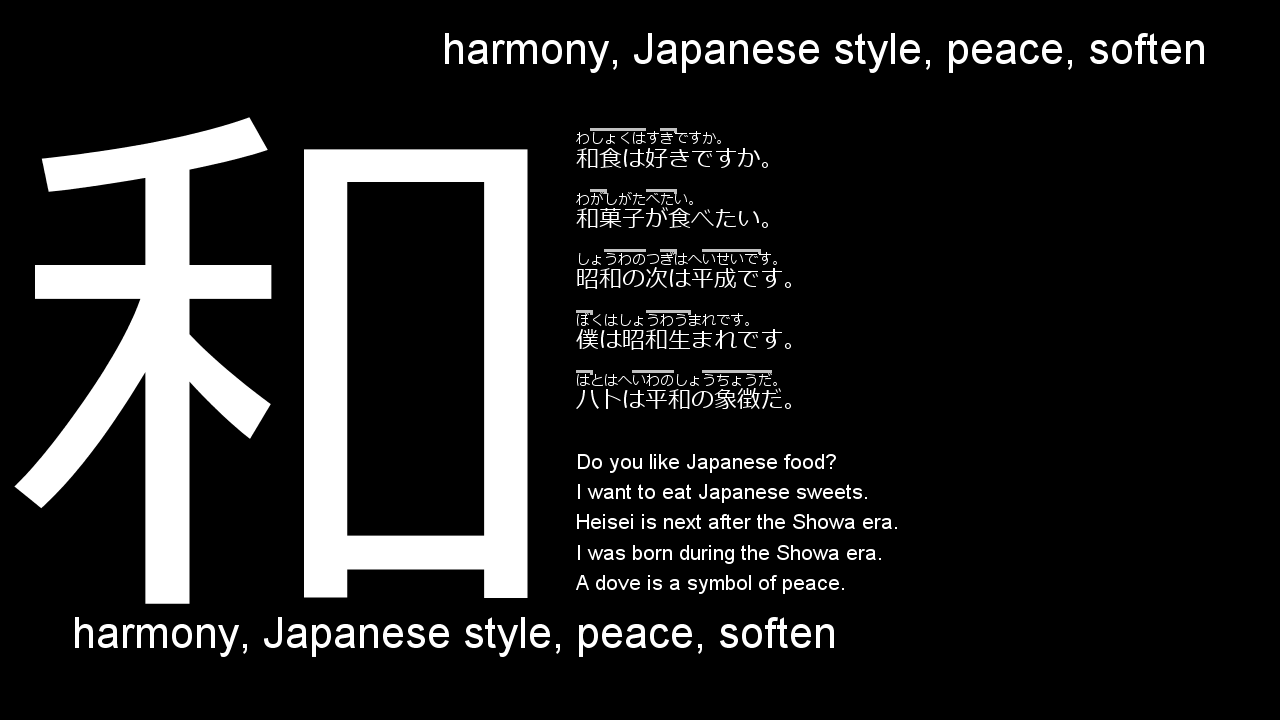 harmony, Japanese style, peace, soften
和
わしょくはすきですか。
和食は好きですか。
わがしがたべたい。
和菓子が食べたい。
しょうわのつぎはへいせいです。
昭和の次は平成です。
ぼくはしょうわうまれです。
僕は昭和生まれです。
はとはへいわのしょうちょうだ。
ハトは平和の象徴だ。
Do you like Japanese food?
I want to eat Japanese sweets.
Heisei is next after the Showa era.
I was born during the Showa era.
A dove is a symbol of peace.
harmony, Japanese style, peace, soften